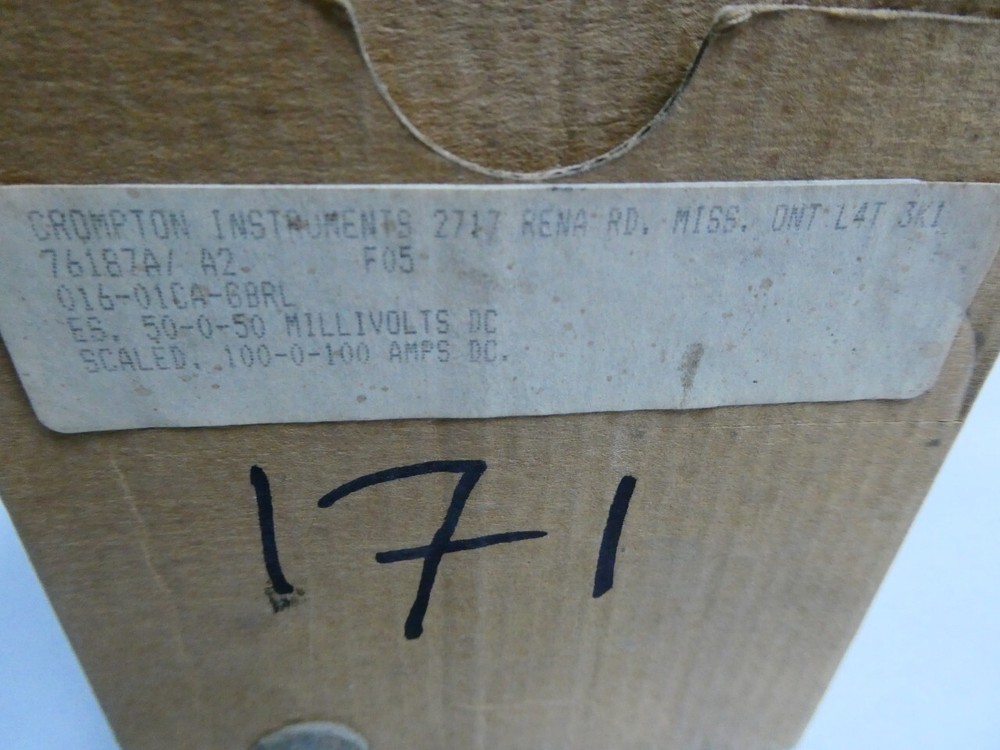 CROMPTON INSTRUMENTS 2717 RENA RD. MISS. ONT L4T 3K1
76187A/ A2. F05
016-01CA-GBRL
ES. 50-0-50 MILLIVOLTS DC
SCALED. 100-0-100 AMPS DC.
171